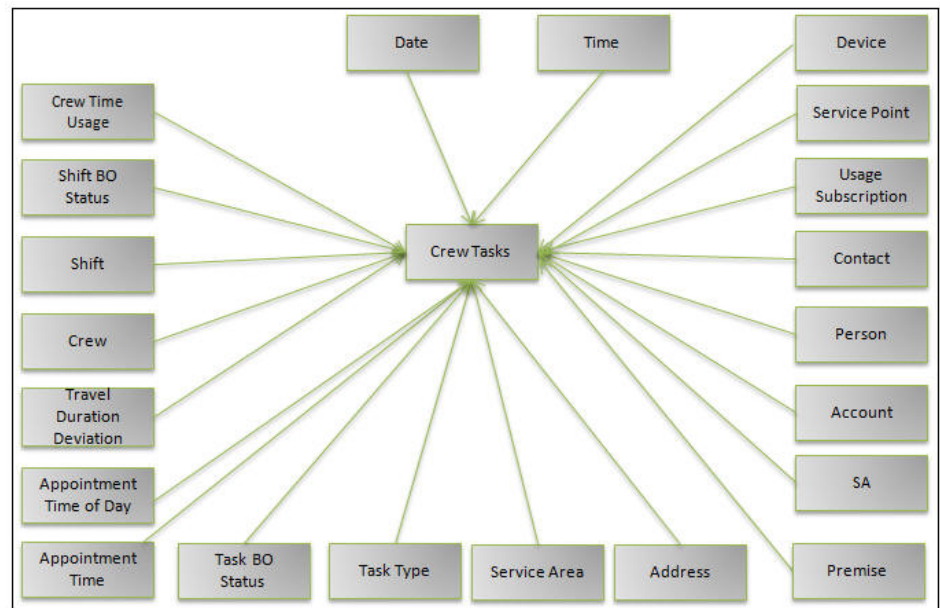 Date
Time
Device
Crew Time
Usage
Service Point
Shift BO
Status
Usage
Subscription
Crew Tasks
Shift
Contact
Crew
Person
Travel
Duration
Deviation
Account
Appointment
Time of Day
SA
Appointment
Time
Task BO
Status
Task Type
Service Area
Address
Premise